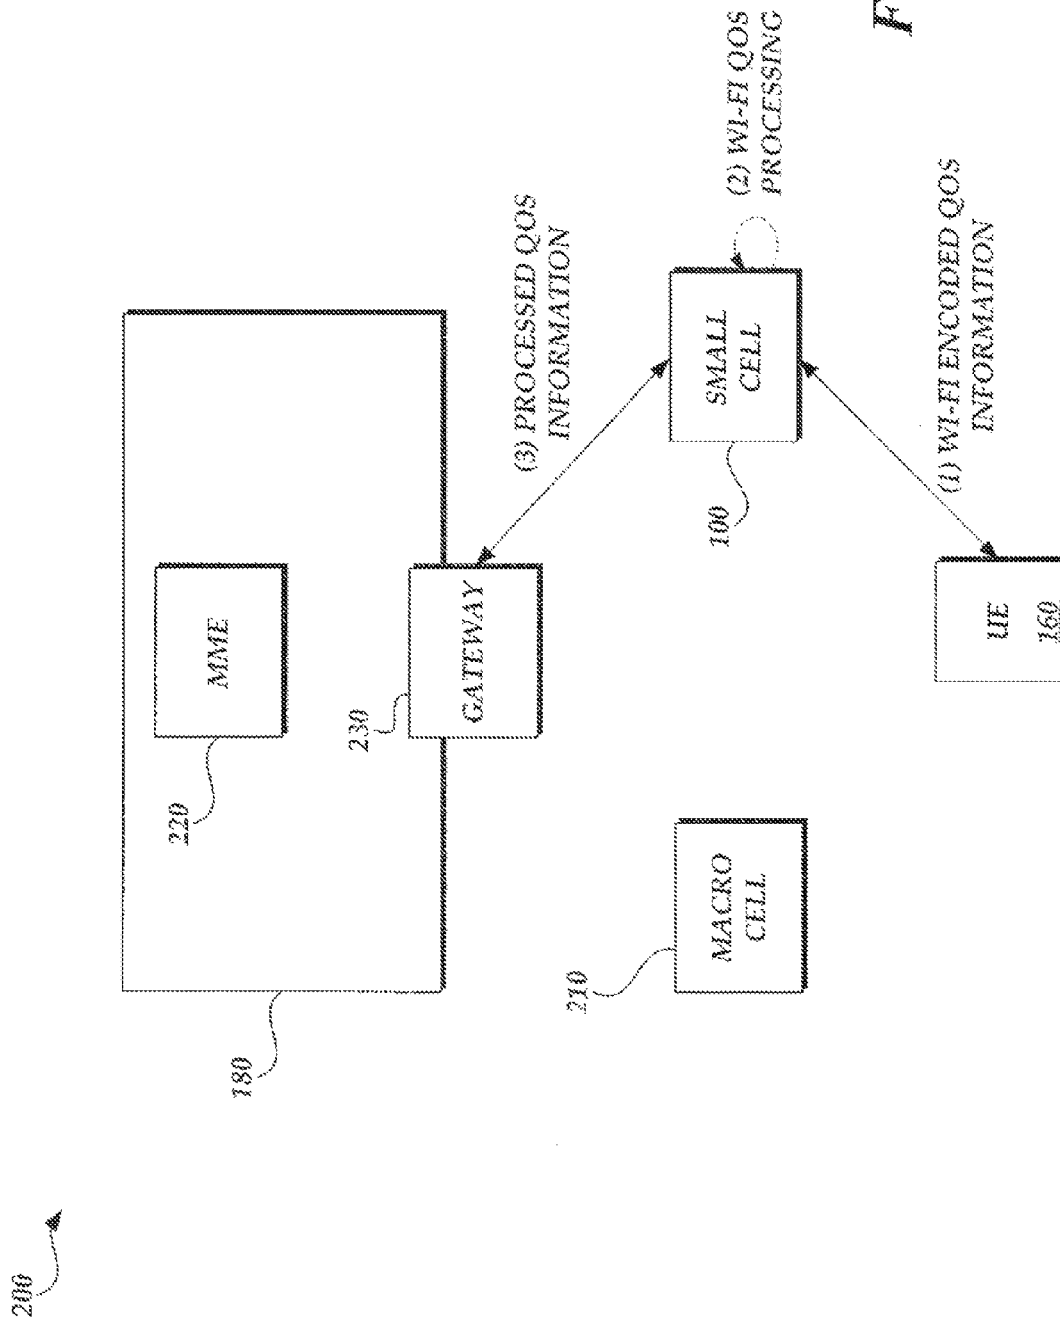 200
180
220
MME
230
GATEWAY
(3) PROCESSED QOS
INFORMATION
210
MACRO
CELL
100
SMALL
CELL
(2) WI-FI QOS
PROCESSING
UE
160
(1) WI-FI ENCODED QOS
INFORMATION
F